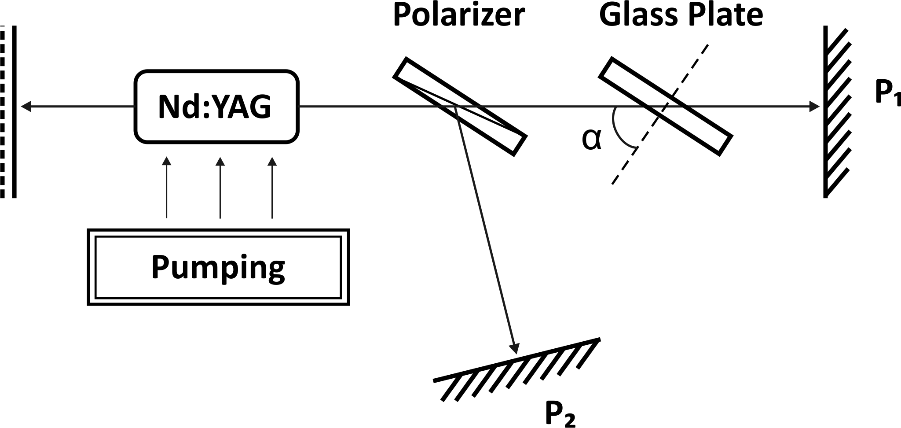 Polarizer
Glass Plate
Nd:YAG
P₁
α
Pumping
P₂